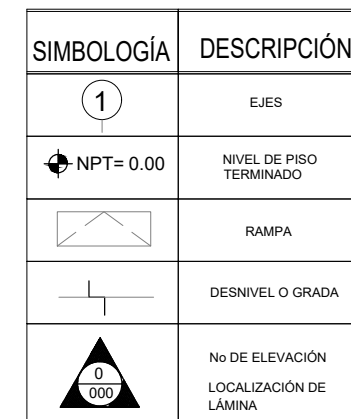 SIMBOLOGÍA DESCRIPCIÓN
1 EJES
NPT= 0.00 NIVEL DE PISO
TERMINADO
RAMPA
DESNIVEL O GRADA
0
000
No DE ELEVACIÓN
LOCALIZACIÓN DE
LÁMINA